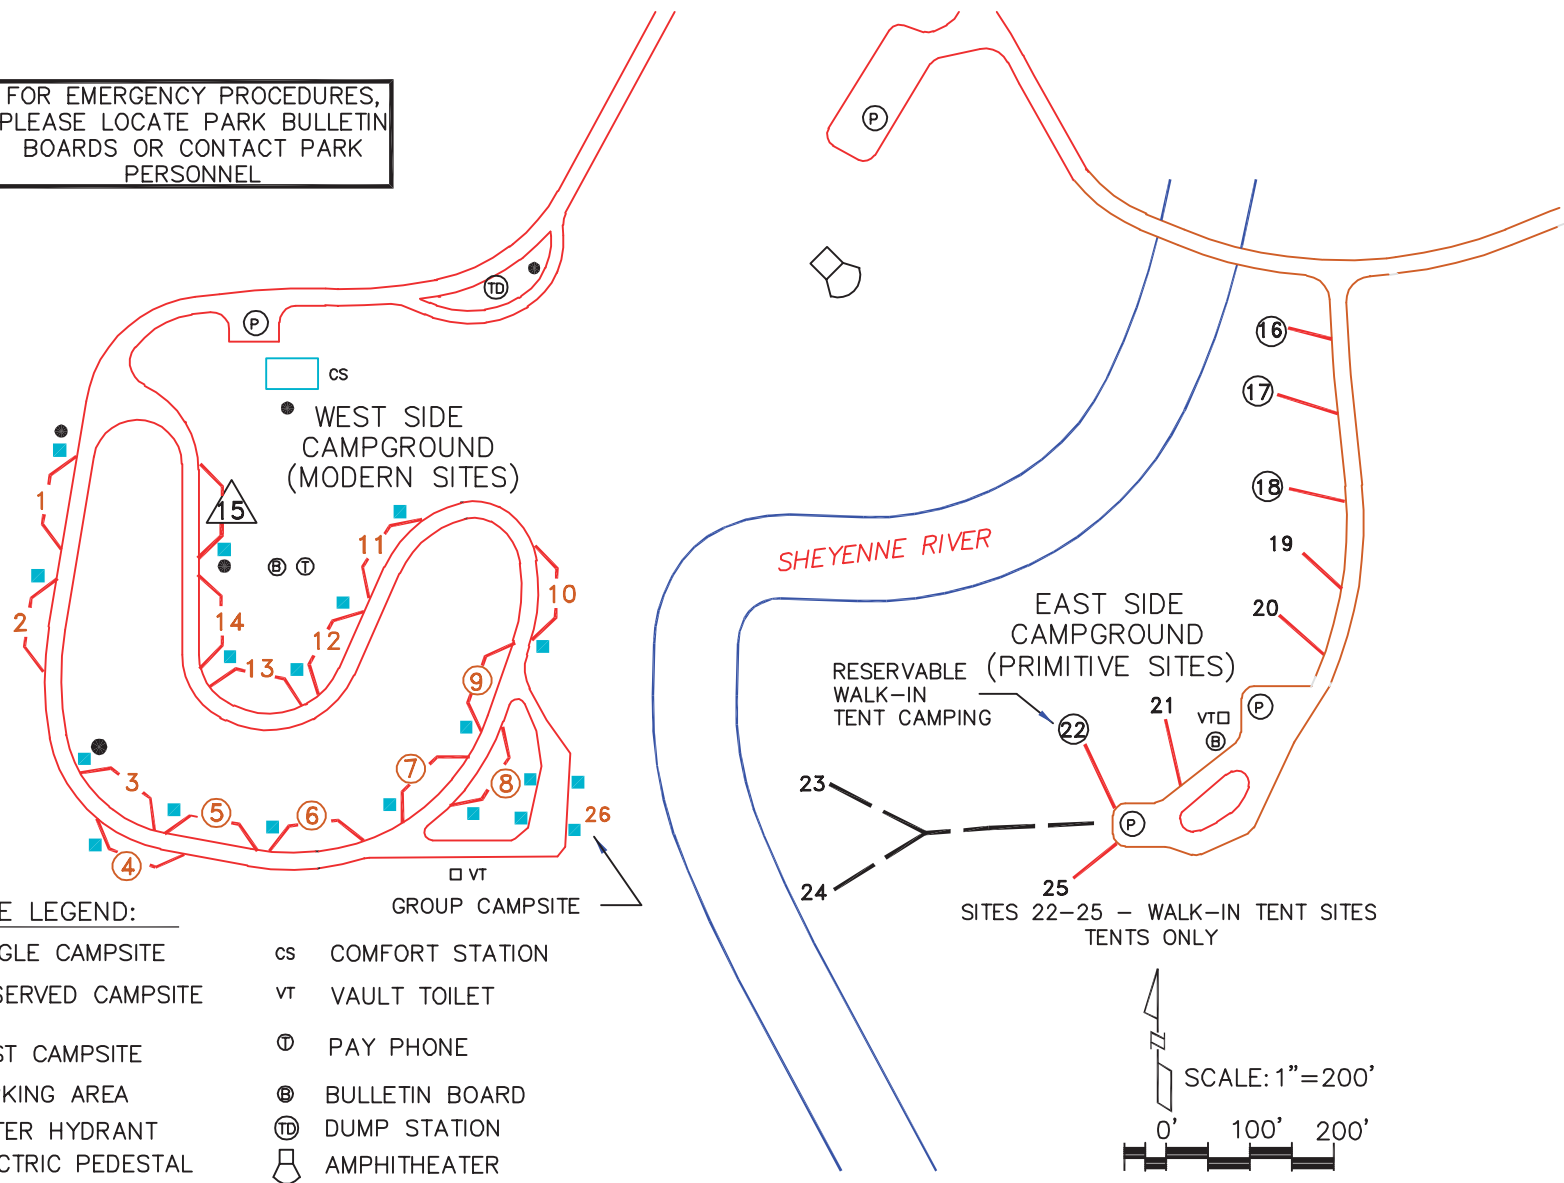 FOR EMERGENCY PROCEDURES,
PLEASE LOCATE PARK BULLETIN
BOARDS OR CONTACT PARK
PERSONNEL
P
TD
P
CS
WEST SIDE
CAMPGROUND
(MODERN SITES)
1
2
3
4
5
6
7
8
9
10
11
12
13
14
15
B
T
26
VT
GROUP CAMPSITE
SHEYENNE RIVER
16
17
18
19
20
EAST SIDE
CAMPGROUND
(PRIMITIVE SITES)
RESERVABLE
WALK-IN
TENT CAMPING
21
22
VT
B
P
23
24
P
25
SITES 22-25 - WALK-IN TENT SITES
TENTS ONLY
E LEGEND:
GLE CAMPSITE
SERVED CAMPSITE
ST CAMPSITE
RKING AREA
TER HYDRANT
CTRIC PEDESTAL
CS COMFORT STATION
VT VAULT TOILET
T PAY PHONE
B BULLETIN BOARD
TD DUMP STATION
AMPHITHEATER
N
SCALE: 1"=200'
0' 100' 200'